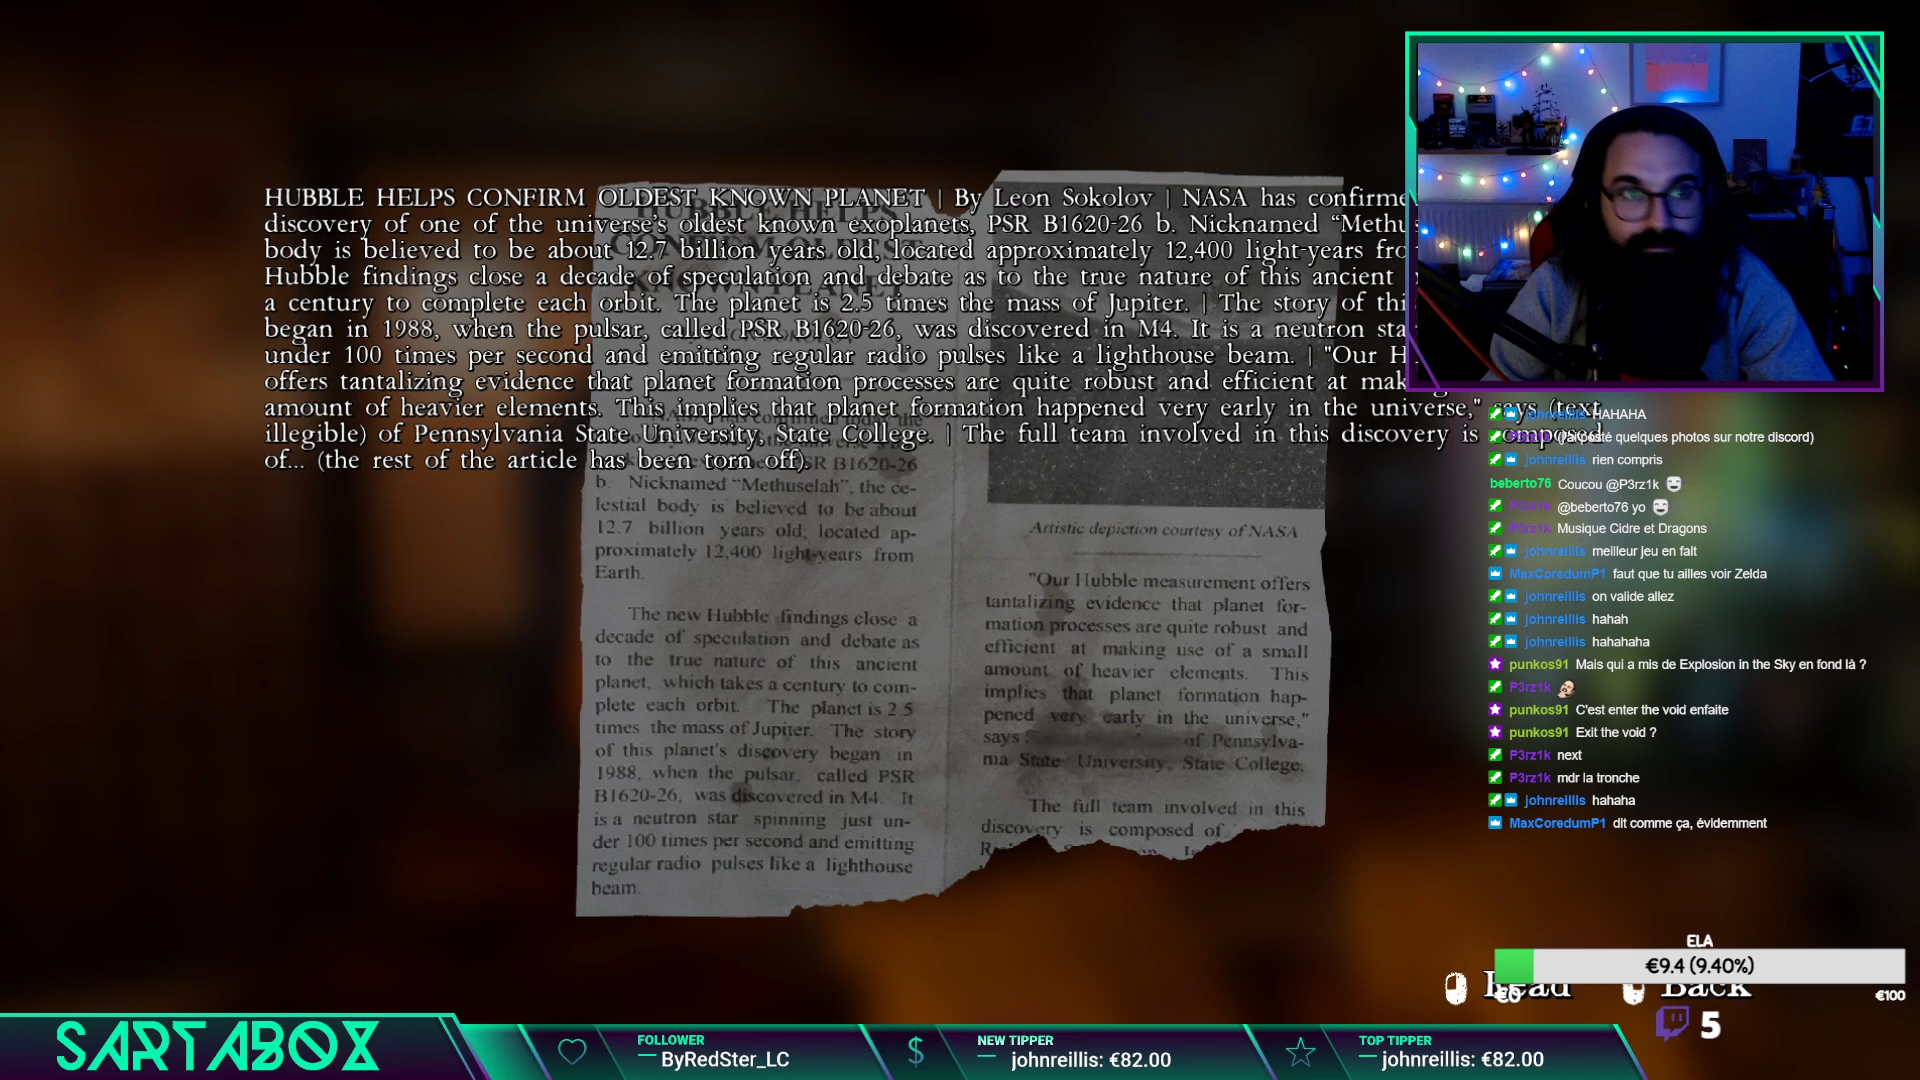 HUBBLE HELPS CONFIRM OLDEST KNOWN PLANET | By Leon Sokolov | NASA has confirme
discovery of one of the universe's oldest known exoplanets, PSR B1620-26 b. Nicknamed “Methus
body is believed to be about 12.7 billion years old, located approximately 12,400 light-years fro
Hubble findings close a decade of speculation and debate as to the true nature of this ancient
a century to complete each orbit. The planet is 2.5 times the mass of Jupiter. | The story of thi
began in 1988, when the pulsar, called PSR B1620-26, was discovered in M4. It is a neutron sta
under 100 times per second and emitting regular radio pulses like a lighthouse beam. | "Our H
offers tantalizing evidence that planet formation processes are quite robust and efficient at mak
amount of heavier elements. This implies that planet formation happened very early in the universe," says (text
illegible) of Pennsylvania State University, State College. | The full team involved in this discovery is composed
of... (the rest of the article has been torn off).
HUBBLE HELPS
CONFIRM OLDEST
KNOWN PLANET
PSR B1620-26
b. Nicknamed “Methuselah”, the ce-
lestial body is believed to be about
12.7 billion years old, located ap-
proximately 12,400 light-years from
Earth.
The new Hubble findings close a
decade of speculation and debate as
to the true nature of this ancient
planet, which takes a century to com-
plete each orbit. The planet is 2.5
times the mass of Jupiter. The story
of this planet's discovery began in
1988, when the pulsar, called PSR
B1620-26, was discovered in M4. It
is a neutron star spinning just un-
der 100 times per second and emitting
regular radio pulses like a lighthouse
beam.
Artistic depiction courtesy of NASA
"Our Hubble measurement offers
tantalizing evidence that planet for-
mation processes are quite robust and
efficient at making use of a small
amount of heavier elements. This
implies that planet formation hap-
pened very early in the universe,"
says S of Pennsylva-
nia State University, State College.
The full team involved in this
discovery is composed of
johnreillis HAHAHA
P3rz1k (j'ai posté quelques photos sur notre discord)
johnreillis rien compris
beberto76 Coucou @P3rz1k
P3rz1k @beberto76 yo
P3rz1k Musique Cidre et Dragons
johnreillis meilleur jeu en fait
MaxCoredumP1 faut que tu ailles voir Zelda
johnreillis on valide allez
johnreillis hahah
johnreillis hahahaha
punkos91 Mais qui a mis de Explosion in the Sky en fond là ?
P3rz1k
punkos91 C'est enter the void enfaite
punkos91 Exit the void ?
P3rz1k next
P3rz1k mdr la tronche
johnreillis hahaha
MaxCoredumP1 dit comme ça, évidemment
ELA
€9.4 (9.40%)
€0
€100
Read
Back
5
SARTABOX
FOLLOWER
ByRedSter_LC
$
NEW TIPPER
johnreillis: €82.00
TOP TIPPER
johnreillis: €82.00